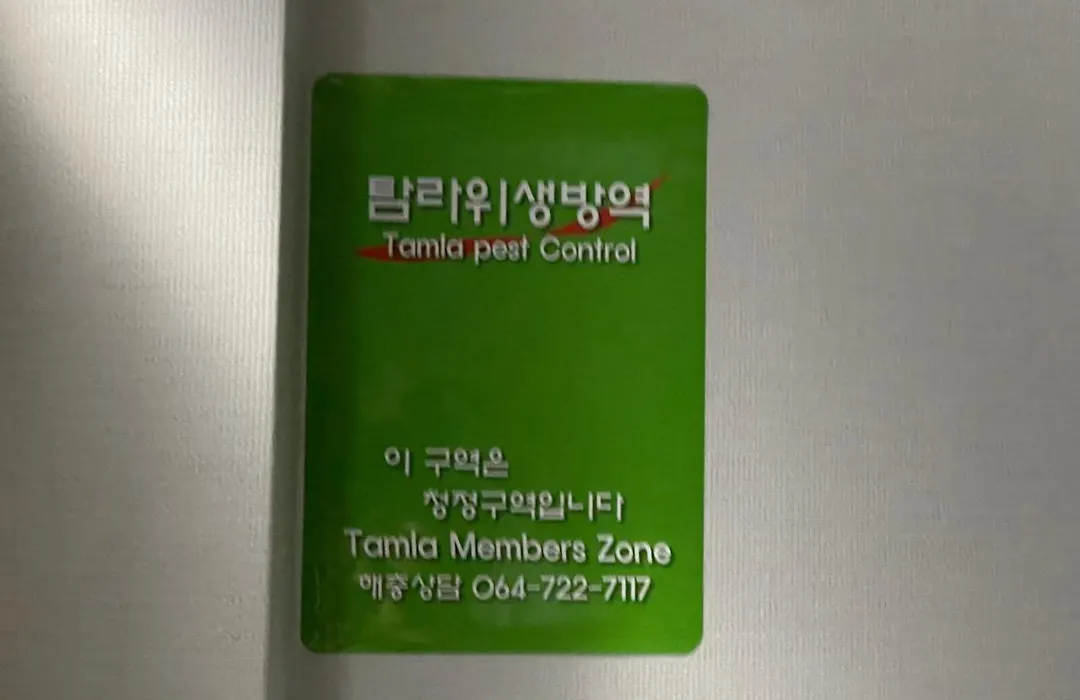 탐라위생방역
Tamla pest Control
이 구역은
청정구역입니다
Tamla Members Zone
해충상담 064-722-7117